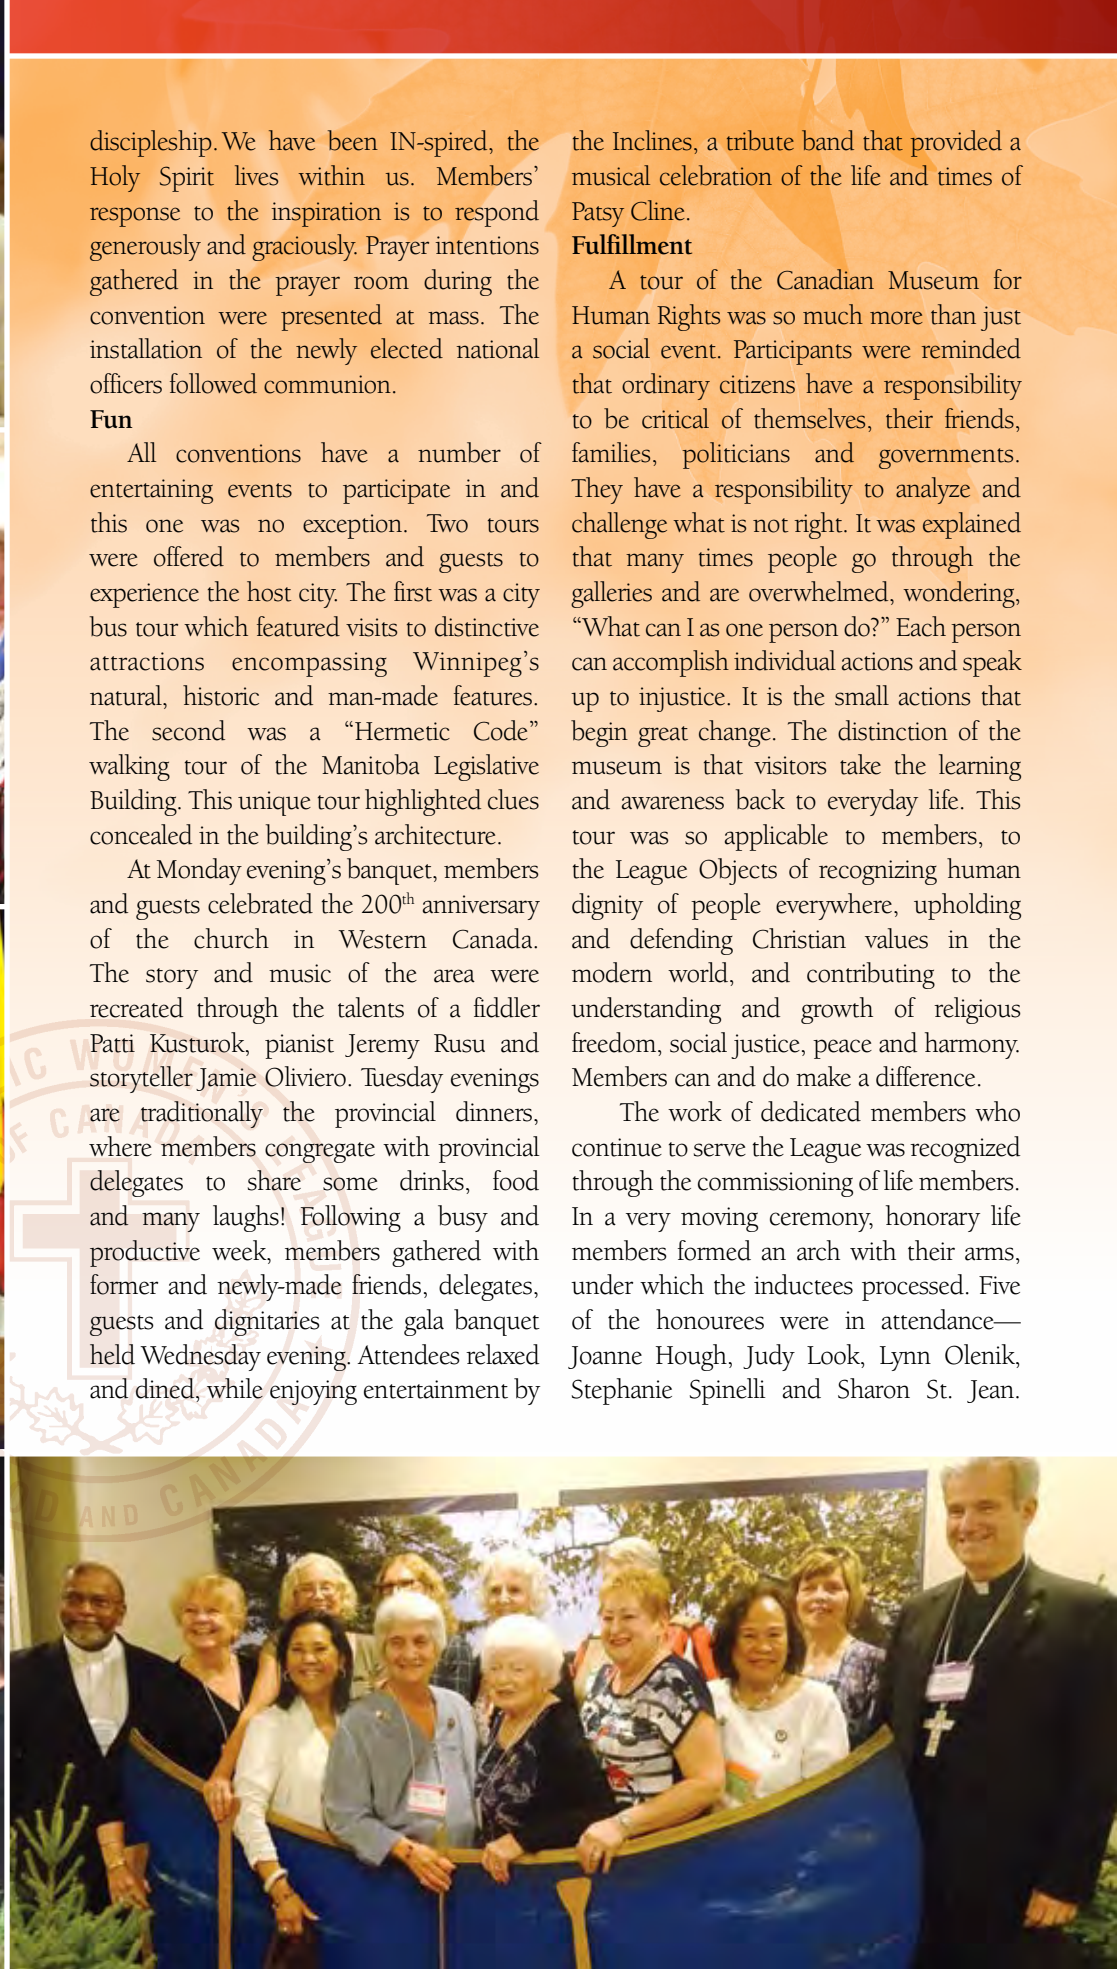 discipleship. We have been IN-spired, the
Holy Spirit lives within us. Members’
response to the inspiration is to respond
generously and graciously. Prayer intentions
gathered in the prayer room during the
convention were presented at mass. The
installation of the newly elected national
officers followed communion.
Fun
All conventions have a number of
entertaining events to participate in and
this one was no exception. Two tours
were offered to members and guests to
experience the host city. The first was a city
bus tour which featured visits to distinctive
attractions encompassing Winnipeg’s
natural, historic and man-made features.
The second was a “Hermetic Code”
walking tour of the Manitoba Legislative
Building. This unique tour highlighted clues
concealed in the building’s architecture.
At Monday evening’s banquet, members
and guests celebrated the 200th anniversary
of the church in Western Canada.
The story and music of the area were
recreated through the talents of a fiddler
Patti Kusturok, pianist Jeremy Rusu and
storyteller Jamie Oliviero. Tuesday evenings
are traditionally the provincial dinners,
where members congregate with provincial
delegates to share some drinks, food
and many laughs! Following a busy and
productive week, members gathered with
former and newly-made friends, delegates,
guests and dignitaries at the gala banquet
held Wednesday evening. Attendees relaxed
and dined, while enjoying entertainment by
the Inclines, a tribute band that provided a
musical celebration of the life and times of
Patsy Cline.
Fulfillment
A tour of the Canadian Museum for
Human Rights was so much more than just
a social event. Participants were reminded
that ordinary citizens have a responsibility
to be critical of themselves, their friends,
families, politicians and governments.
They have a responsibility to analyze and
challenge what is not right. It was explained
that many times people go through the
galleries and are overwhelmed, wondering,
“What can I as one person do?” Each person
can accomplish individual actions and speak
up to injustice. It is the small actions that
begin great change. The distinction of the
museum is that visitors take the learning
and awareness back to everyday life. This
tour was so applicable to members, to
the League Objects of recognizing human
dignity of people everywhere, upholding
and defending Christian values in the
modern world, and contributing to the
understanding and growth of religious
freedom, social justice, peace and harmony.
Members can and do make a difference.
The work of dedicated members who
continue to serve the League was recognized
through the commissioning of life members.
In a very moving ceremony, honorary life
members formed an arch with their arms,
under which the inductees processed. Five
of the honourees were in attendance—
Joanne Hough, Judy Look, Lynn Olenik,
Stephanie Spinelli and Sharon St. Jean.
IC WOMEN’S LEAGUE
OF CANADA
D AND CANADA